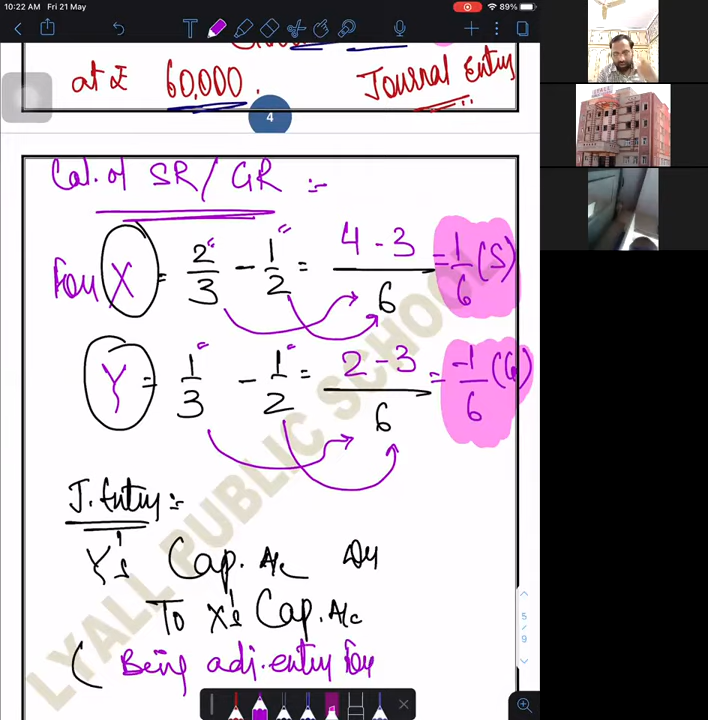 10:22 AM Fri 21 May
89%
at ₹ 60,000.
Journal Entry
4
Cal. of SR/GR :-
For X = 2/3 - 1/2 = 4 - 3/6 = 1/6 (S)
Y = 1/3 - 1/2 = 2 - 3/6 = -1/6 (G)
J. Entry :-
Y's Cap. A/c Dr
To X's Cap. A/c
( Being adj. entry for
LYALL PUBLIC SCHOOL
5
/
9